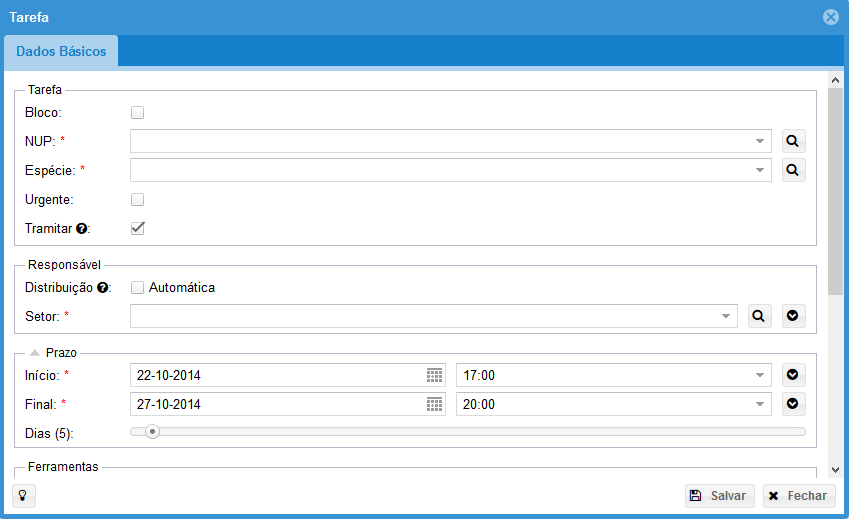 Tarefa
Dados Básicos
Tarefa
Bloco:
NUP: *
Espécie: *
Urgente:
Tramitar ?:
Responsável
Distribuição ?: Automática
Setor: *
Prazo
Início: * 22-10-2014 17:00
Final: * 27-10-2014 20:00
Dias (5):
Ferramentas
Salvar Fechar